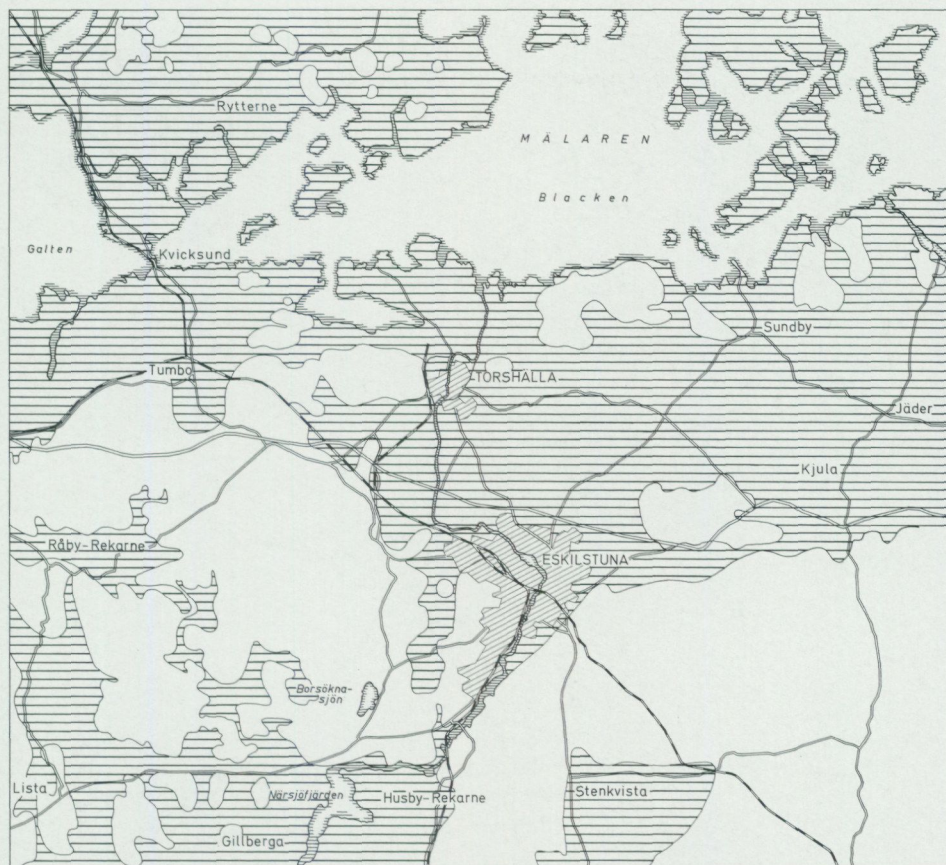 Rytterne
MÄLAREN
Blacken
Galten
Kvicksund
Sundby
Tumbo
TORSHÄLLA
Jäder
Kjula
Råby-Rekarne
ESKILSTUNA
Borsökna-
sjön
Lista
Närsjöfjärden
Husby-Rekarne
Stenkvista
Gillberga